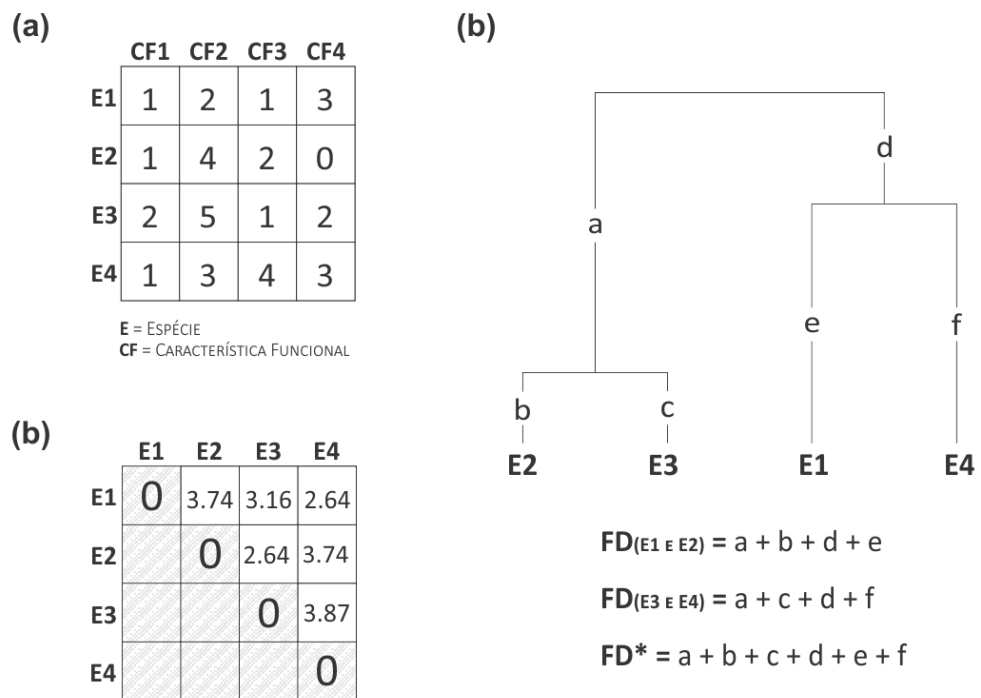 (a)
CF1 CF2 CF3 CF4
E1 1 2 1 3
E2 1 4 2 0
E3 2 5 1 2
E4 1 3 4 3
E = ESPÉCIE
CF = CARACTERÍSTICA FUNCIONAL
(b)
E1 E2 E3 E4
E1 0 3.74 3.16 2.64
E2 0 2.64 3.74
E3 0 3.87
E4 0
(b)
d
a
e f
b c
E2 E3 E1 E4
FD(E1 E E2) = a + b + d + e
FD(E3 E E4) = a + c + d + f
FD* = a + b + c + d + e + f